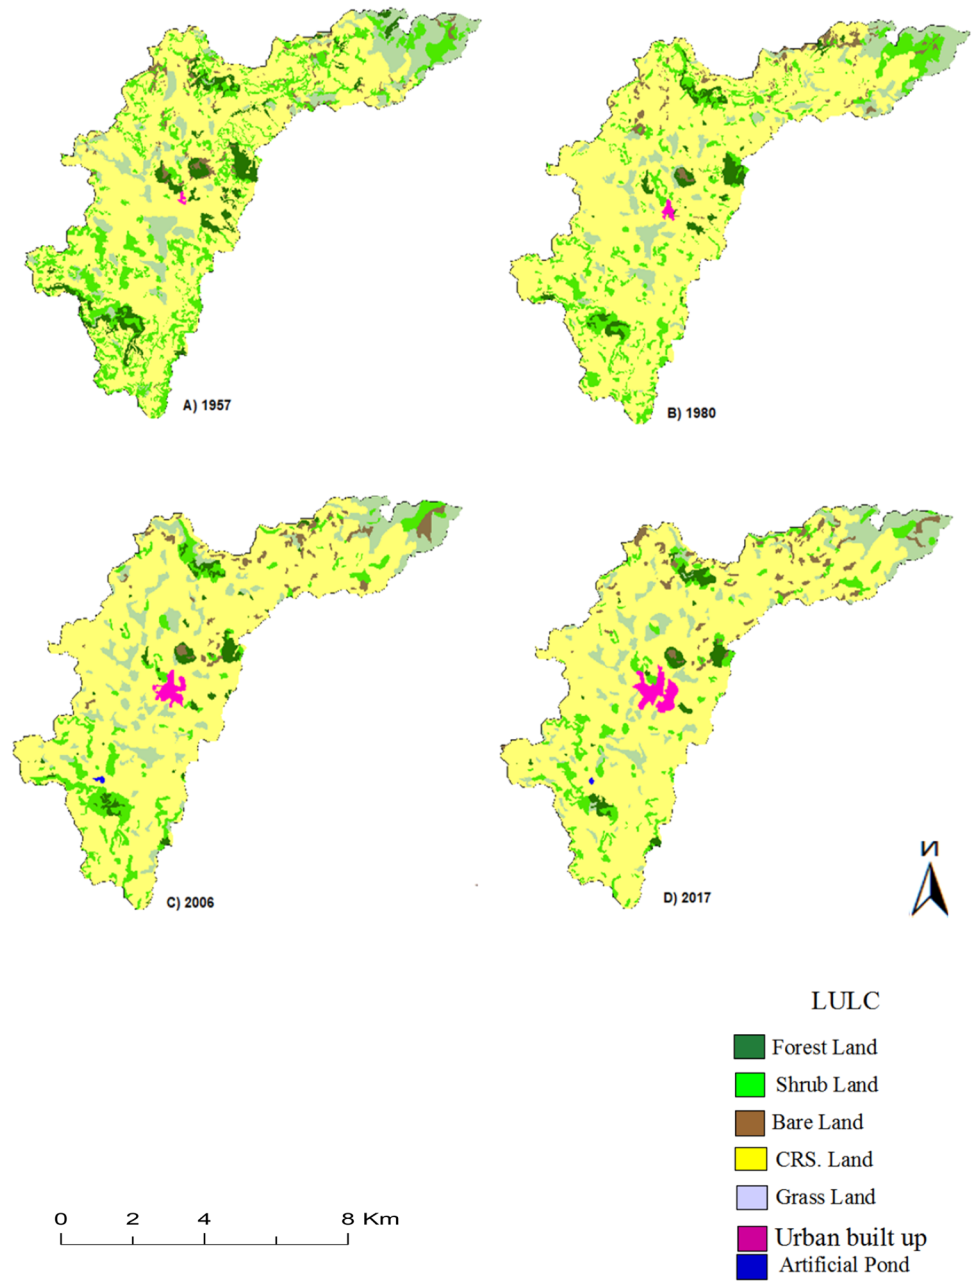 A) 1957
B) 1980
C) 2006
D) 2017
N
LULC
Forest Land
Shrub Land
Bare Land
CRS. Land
Grass Land
Urban built up
Artificial Pond
0 2 4 8 Km